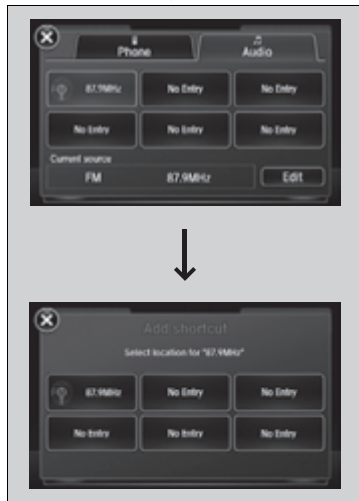 Phone Audio
87.9MHz No Entry No Entry
No Entry No Entry No Entry
Current source
FM 87.9MHz Edit
Add shortcut
Select location for "87.9MHz"
87.9MHz No Entry No Entry
No Entry No Entry No Entry